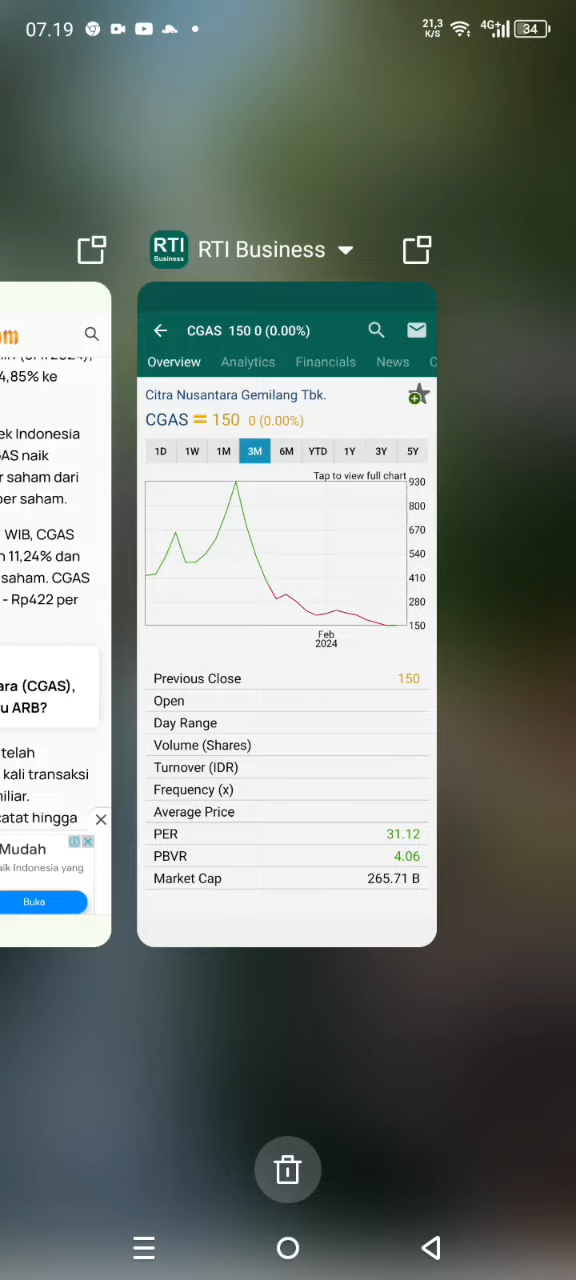 07.19
21,3
K/S
4G+
34
RTI
Business
RTI Business
4,85% ke
ek Indonesia
AS naik
r saham dari
per saham.
WIB, CGAS
11,24% dan
saham. CGAS
- Rp422 per
ara (CGAS),
u ARB?
telah
kali transaksi
niliar.
catat hingga
Mudah
aik Indonesia yang
Buka
CGAS 150 0 (0.00%)
Overview Analytics Financials News C
Citra Nusantara Gemilang Tbk.
CGAS = 150 0 (0.00%)
1D 1W 1M 3M 6M YTD 1Y 3Y 5Y
Tap to view full chart
930
800
670
540
410
280
150
Feb
2024
Previous Close 150
Open
Day Range
Volume (Shares)
Turnover (IDR)
Frequency (x)
Average Price
PER 31.12
PBVR 4.06
Market Cap 265.71 B